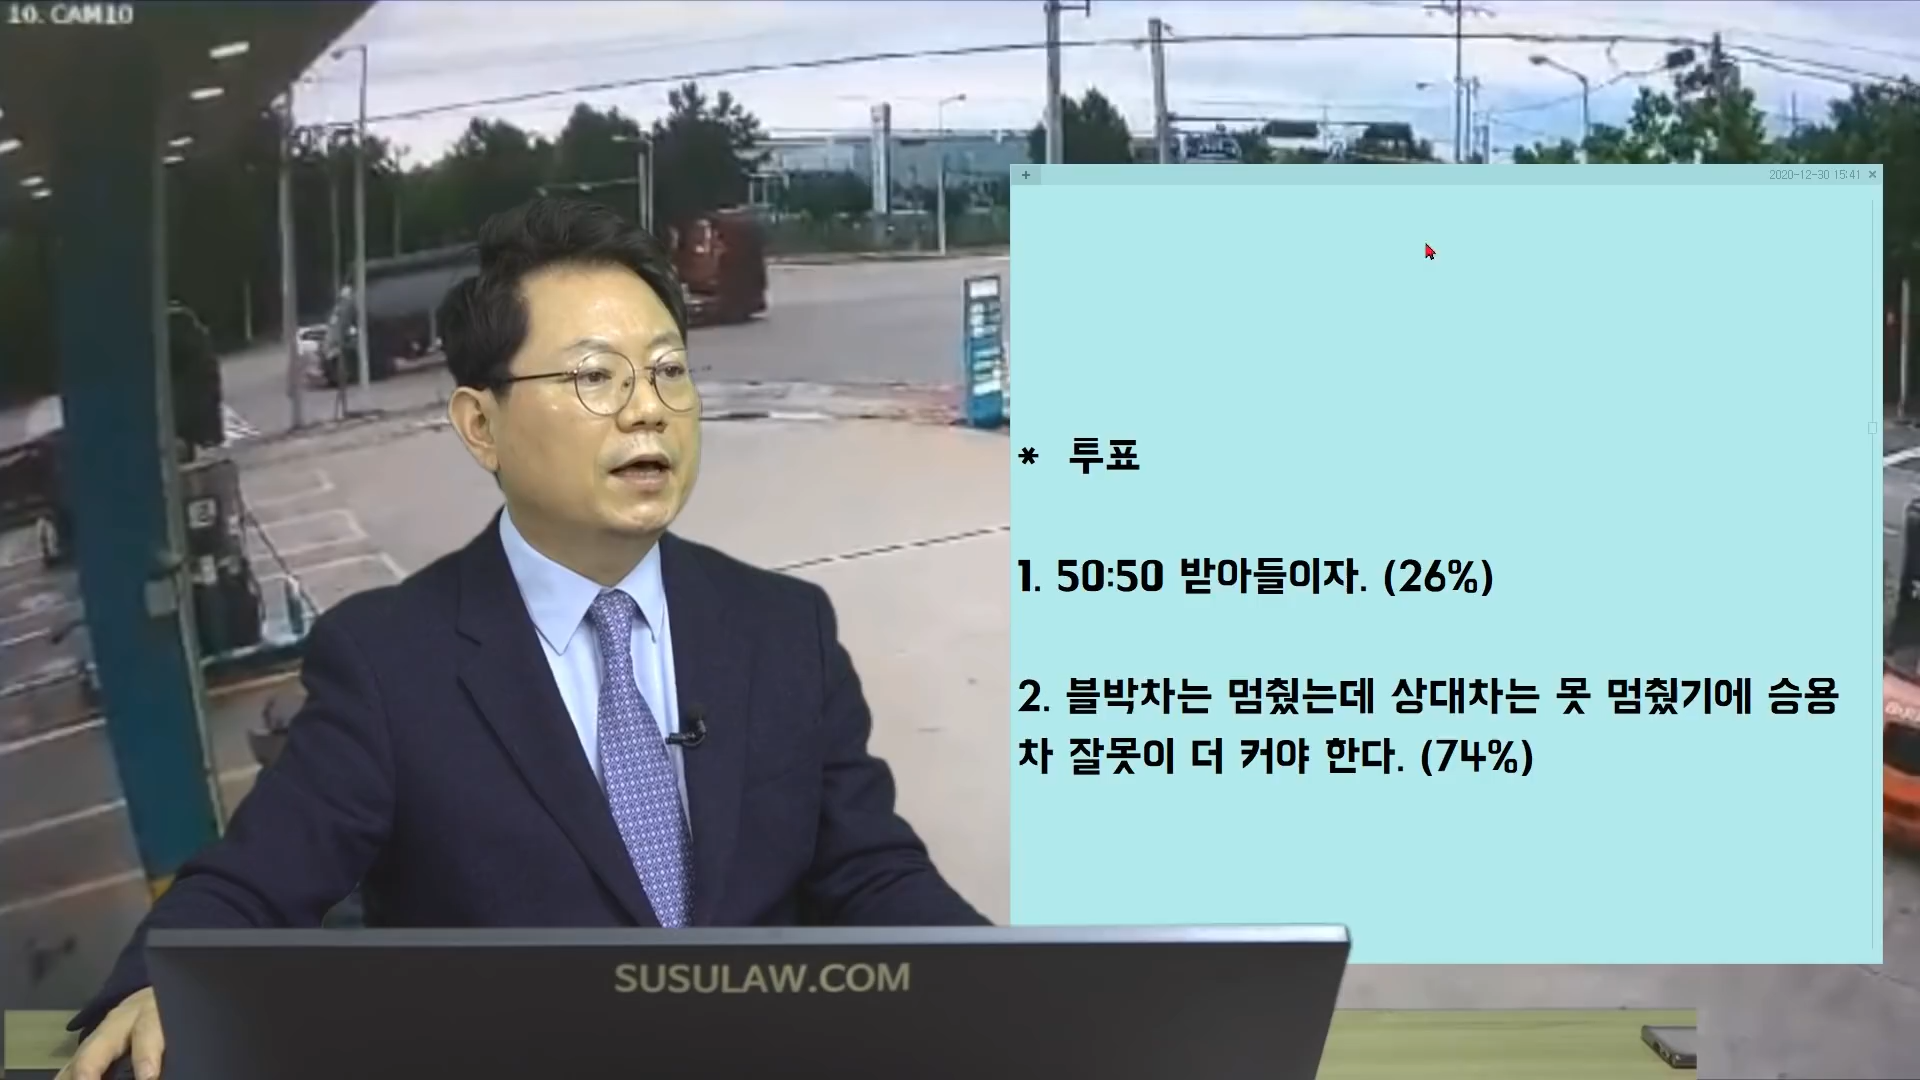 10. CAM10
+ 2020-12-30 15:41 ×
* 투표
1. 50:50 받아들이자. (26%)
2. 블박차는 멈췄는데 상대차는 못 멈췄기에 승용
차 잘못이 더 커야 한다. (74%)
SUSULAW.COM